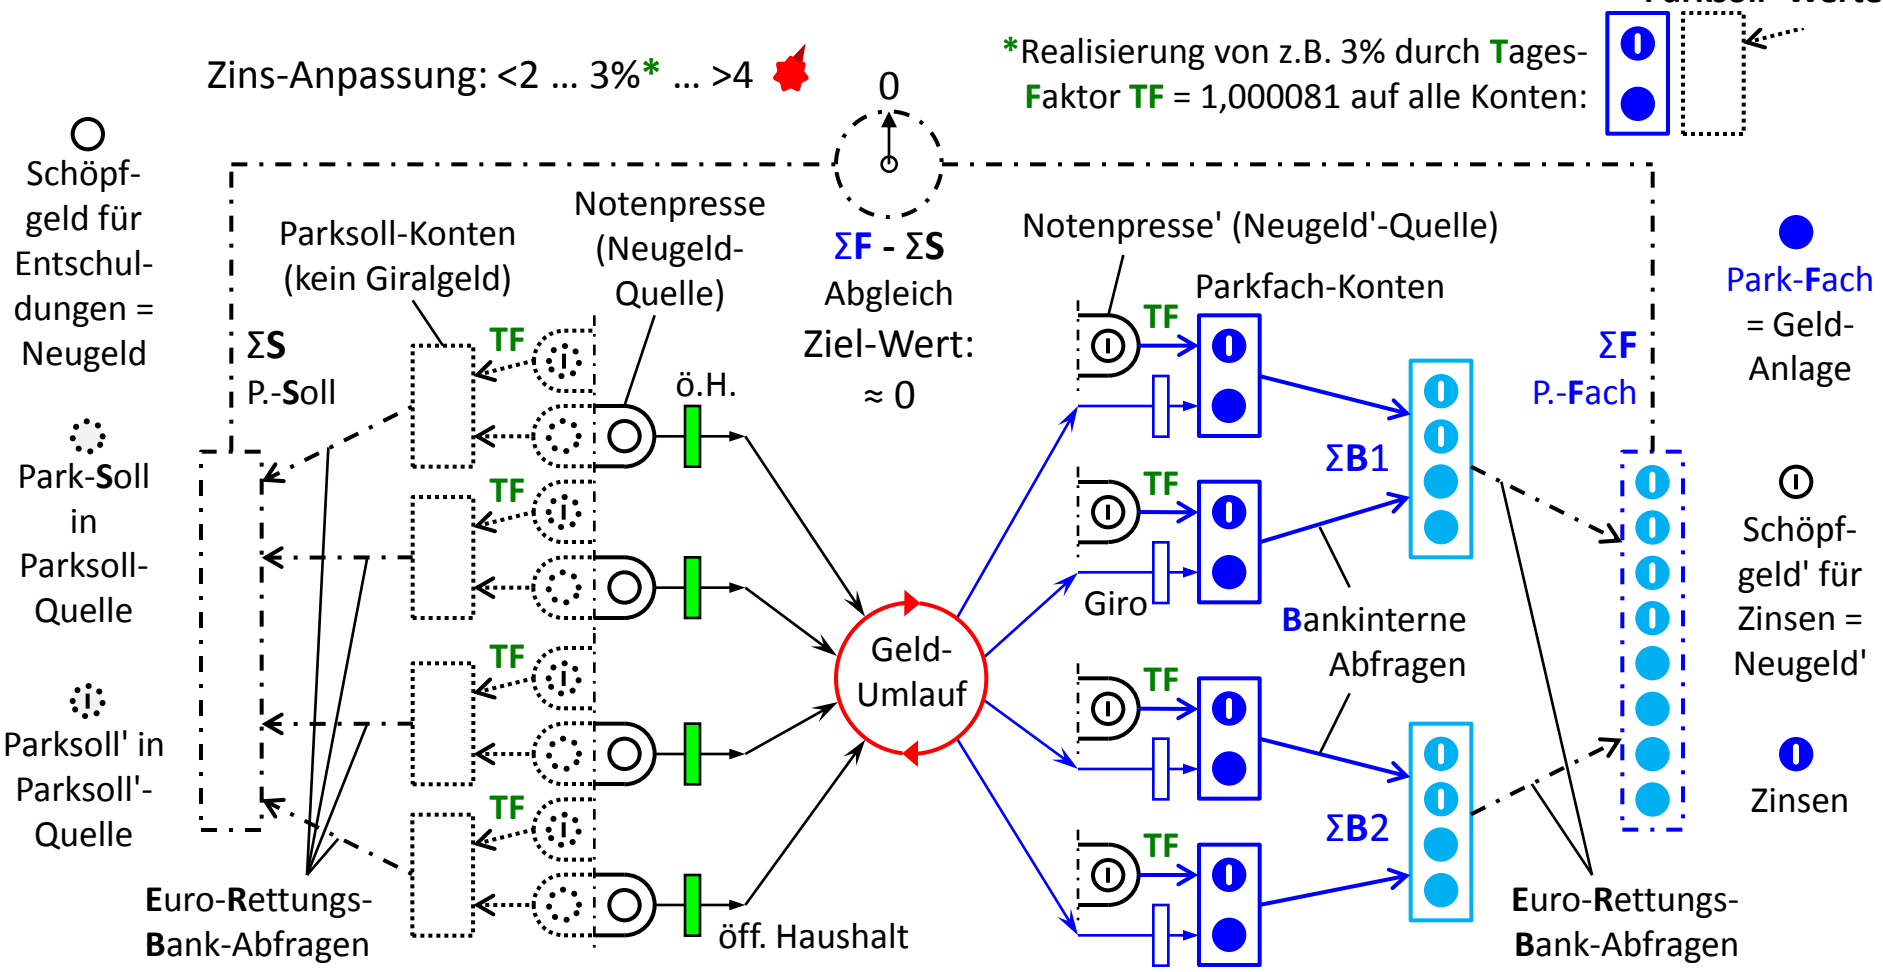 Zins-Anpassung: <2 ... 3%* ... >4
*Realisierung von z.B. 3% durch Tages-
Faktor TF = 1,000081 auf alle Konten:
0
Schöpf-
geld für
Entschul-
dungen =
Neugeld
Park-Soll
in
Parksoll-
Quelle
Parksoll' in
Parksoll'-
Quelle
ΣS
P.-Soll
Parksoll-Konten
(kein Giralgeld)
Notenpresse
(Neugeld-
Quelle)
TF
TF
TF
TF
ö.H.
öff. Haushalt
Euro-Rettungs-
Bank-Abfragen
ΣF - ΣS
Abgleich
Ziel-Wert:
≈ 0
Geld-
Umlauf
Notenpresse' (Neugeld'-Quelle)
Parkfach-Konten
TF
TF
TF
TF
Giro
ΣB1
Bankinterne
Abfragen
ΣB2
ΣF
P.-Fach
Euro-Rettungs-
Bank-Abfragen
Park-Fach
= Geld-
Anlage
Schöpf-
geld' für
Zinsen =
Neugeld'
Zinsen